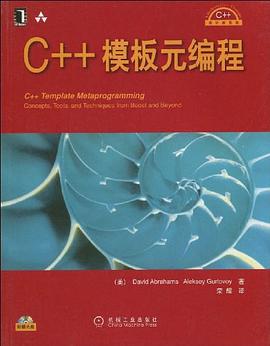 C++
C++ 模板元编程
C++ Template Metaprogramming
Concepts, Tools, and Techniques from Boost and Beyond
(美) David Abrahams Aleksey Gurtovoy 著
荣耀 译
机械工业出版社
China Machine Press